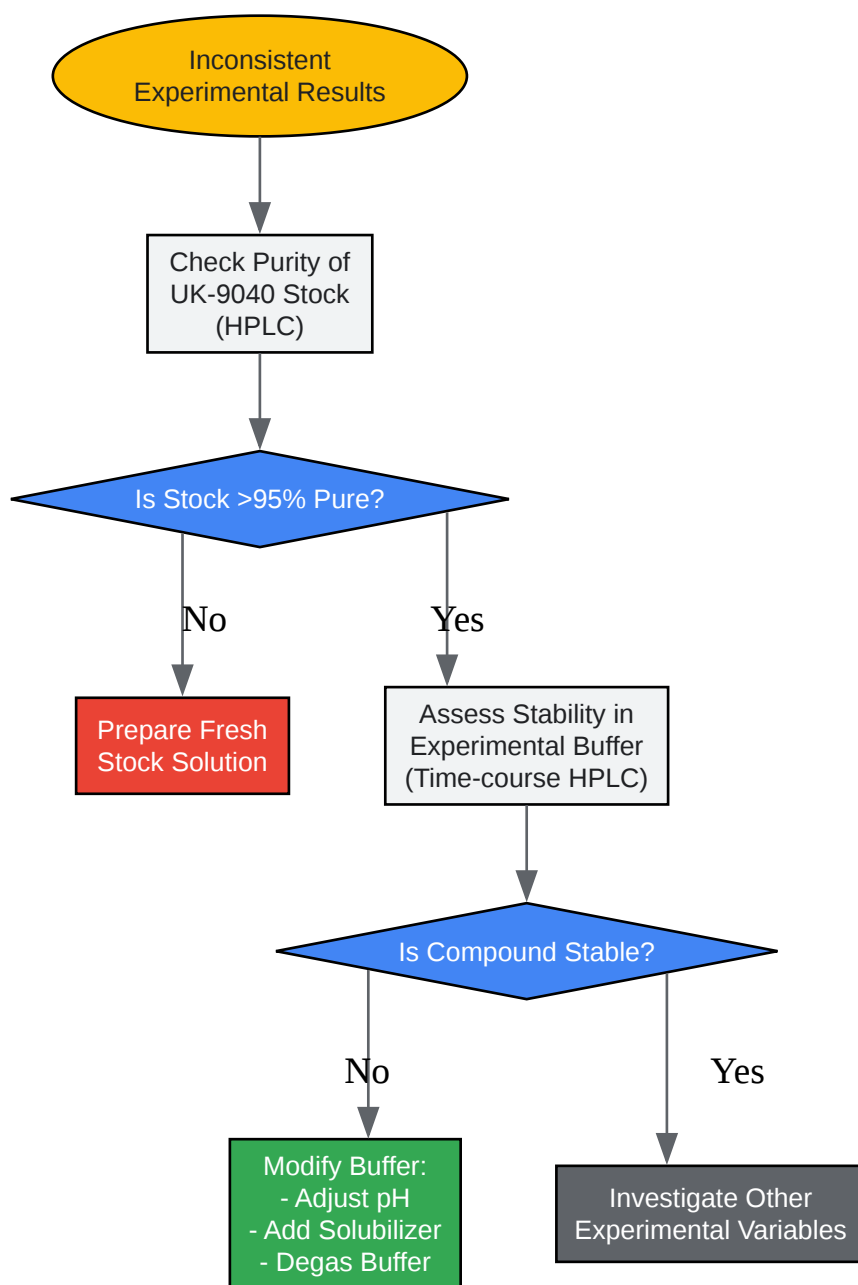 Inconsistent
Experimental Results
Check Purity of
UK-9040 Stock
(HPLC)
Is Stock >95% Pure?
No
Yes
Prepare Fresh
Stock Solution
Assess Stability in
Experimental Buffer
(Time-course HPLC)
Is Compound Stable?
No
Yes
Modify Buffer:
- Adjust pH
- Add Solubilizer
- Degas Buffer
Investigate Other
Experimental Variables